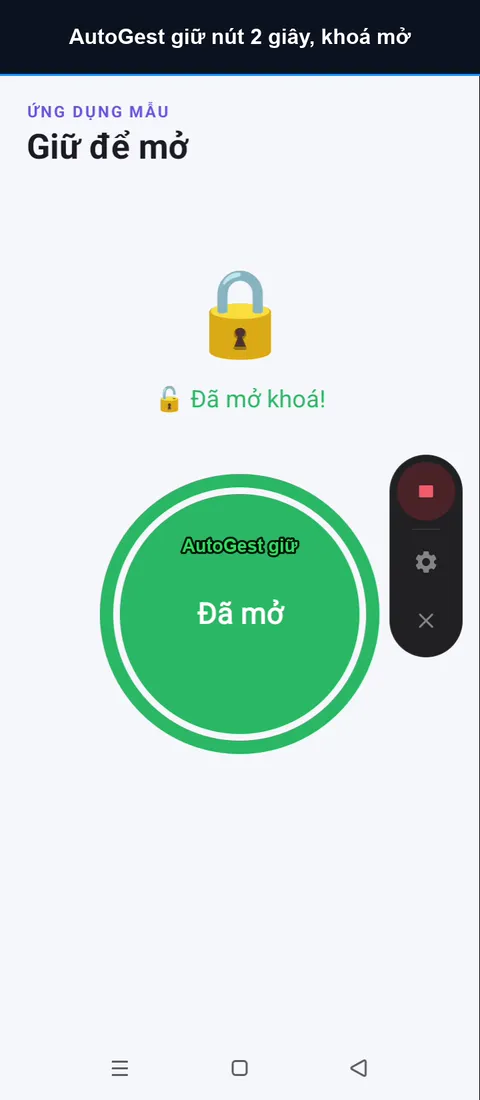 AutoGest giữ nút 2 giây, khoá mở
ỨNG DỤNG MẪU
Giữ để mở
Đã mở khoá!
AutoGest giữ
Đã mở